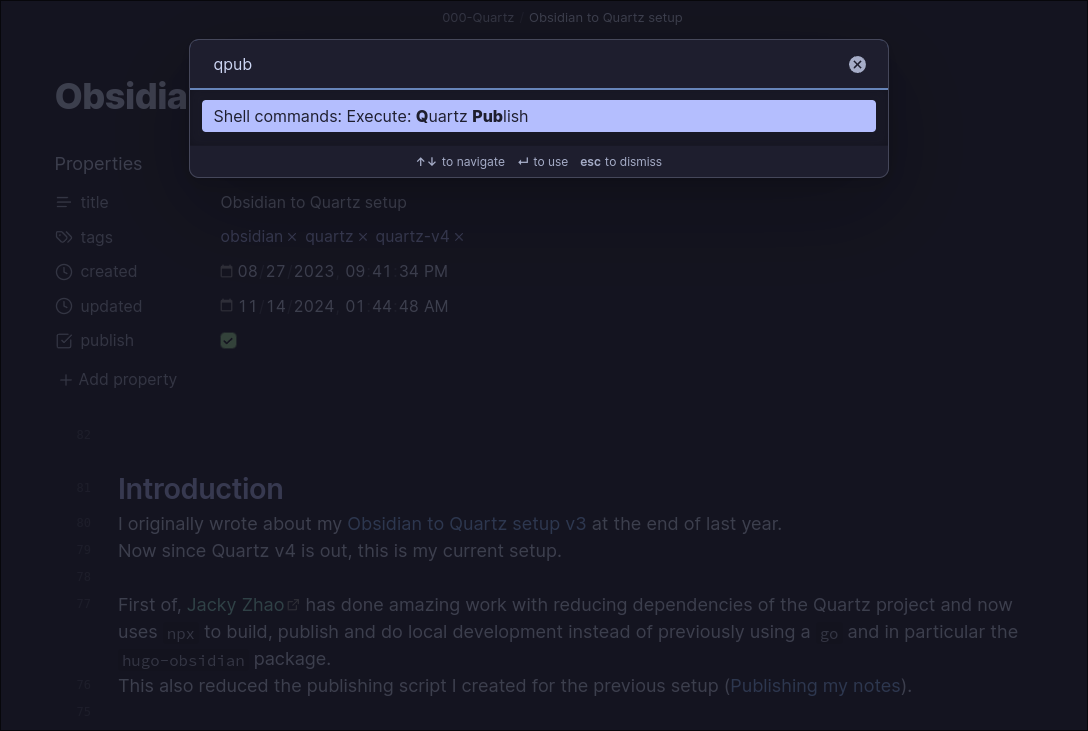 000-Quartz / Obsidian to Quartz setup
qpub
Obsidia
Shell commands: Execute: Quartz Publish
↑↓ to navigate ↵ to use esc to dismiss
Properties
title Obsidian to Quartz setup
tags obsidian × quartz × quartz-v4 ×
created 08/27/2023, 09:41:34 PM
updated 11/14/2024, 01:44:48 AM
publish
+ Add property
82
81 Introduction
80 I originally wrote about my Obsidian to Quartz setup v3 at the end of last year.
79 Now since Quartz v4 is out, this is my current setup.
78
77 First of, Jacky Zhao has done amazing work with reducing dependencies of the Quartz project and now
uses npx to build, publish and do local development instead of previously using a go and in particular the
hugo-obsidian package.
76 This also reduced the publishing script I created for the previous setup (Publishing my notes).
75